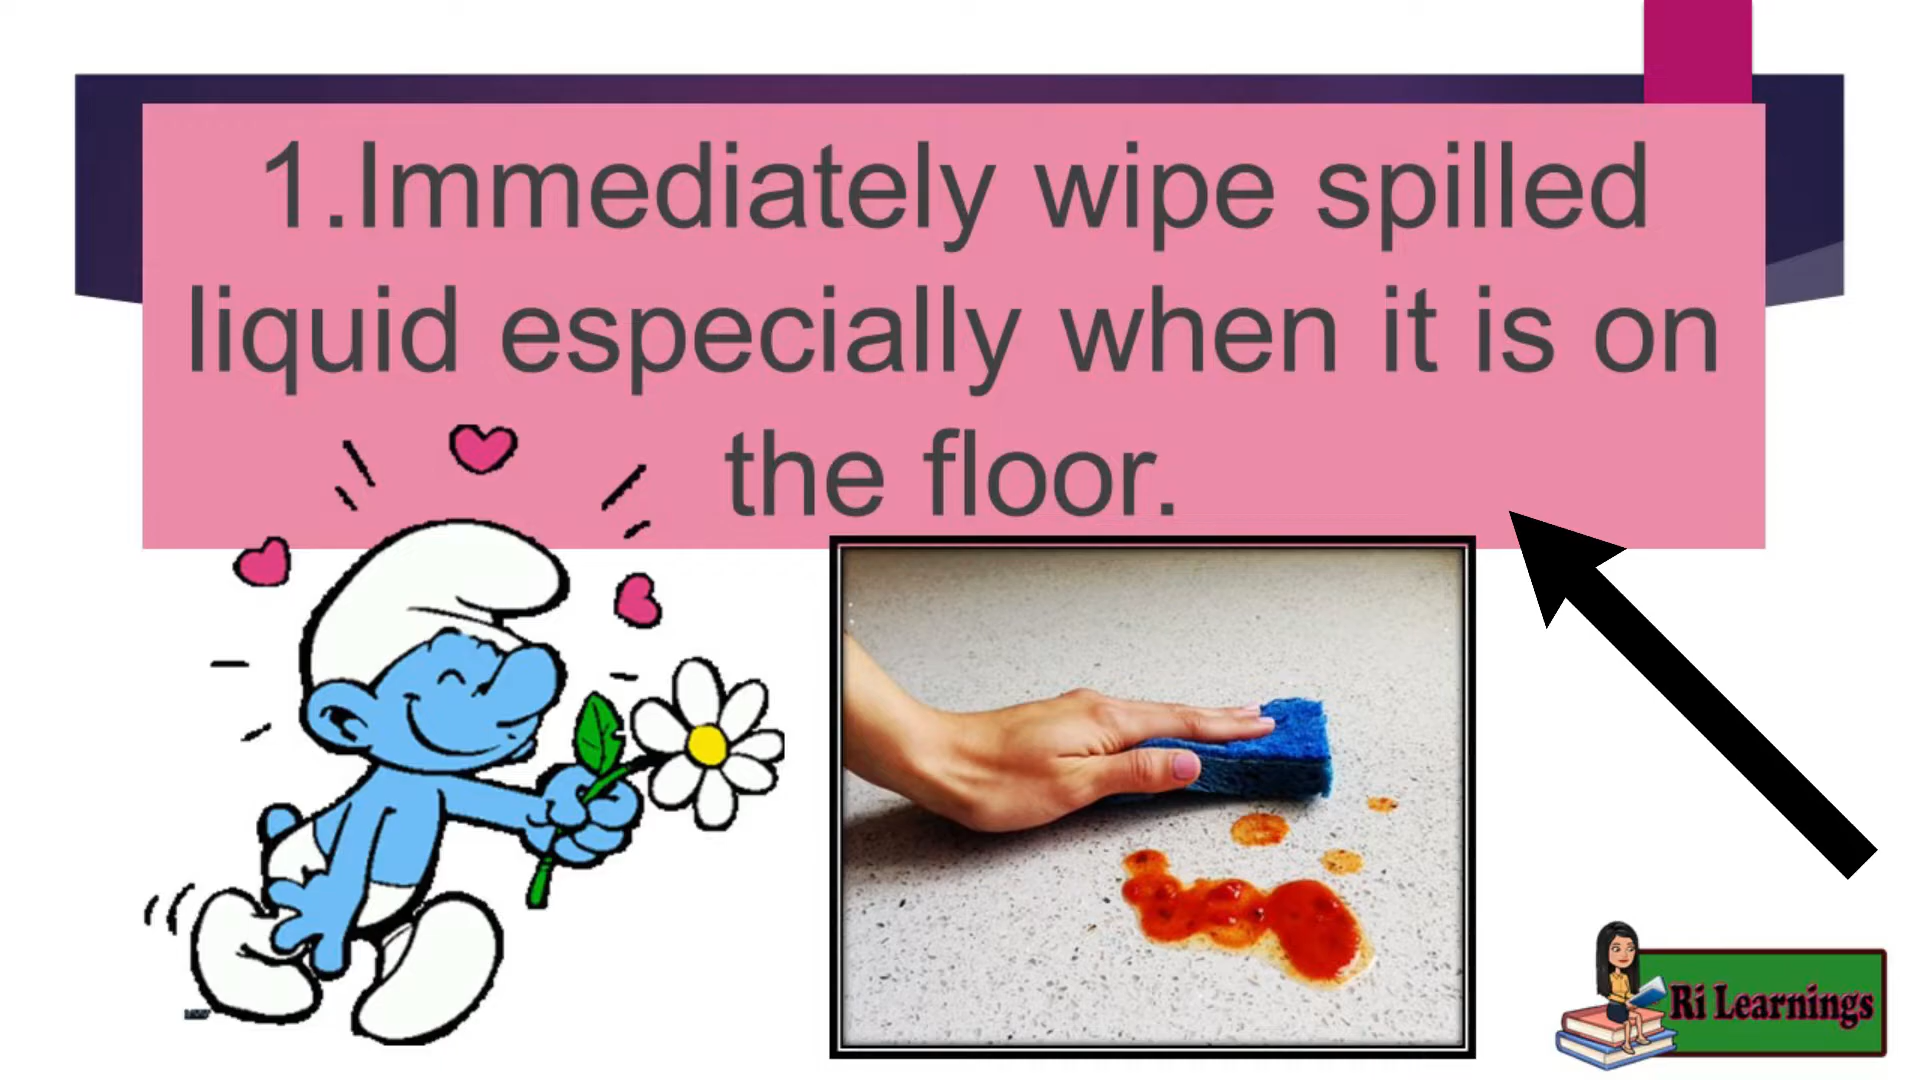 1.Immediately wipe spilled
liquid especially when it is on
the floor.
Ri Learnings